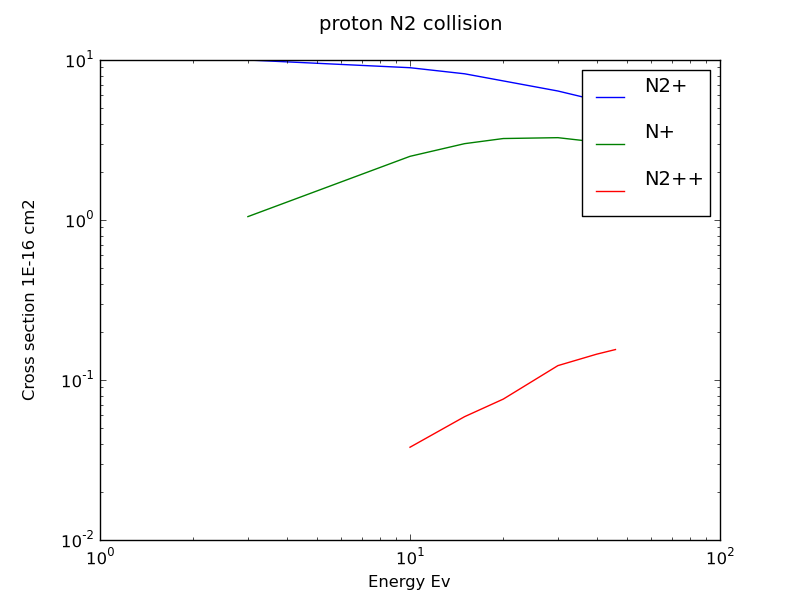 proton N2 collision
10^1
10^0
10^-1
10^-2
Cross section 1E-16 cm2
N2+
N+
N2++
10^0
10^1
10^2
Energy Ev